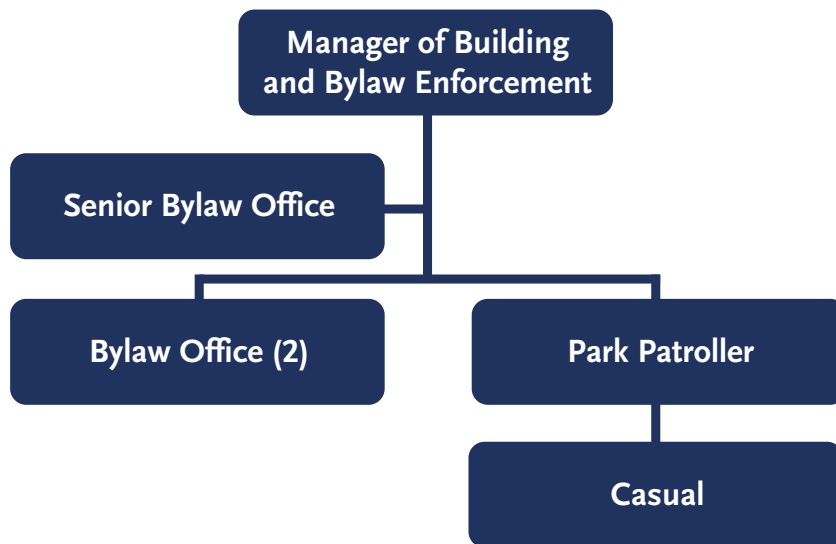 Manager of Building
and Bylaw Enforcement
Senior Bylaw Office
Bylaw Office (2)
Park Patroller
Casual